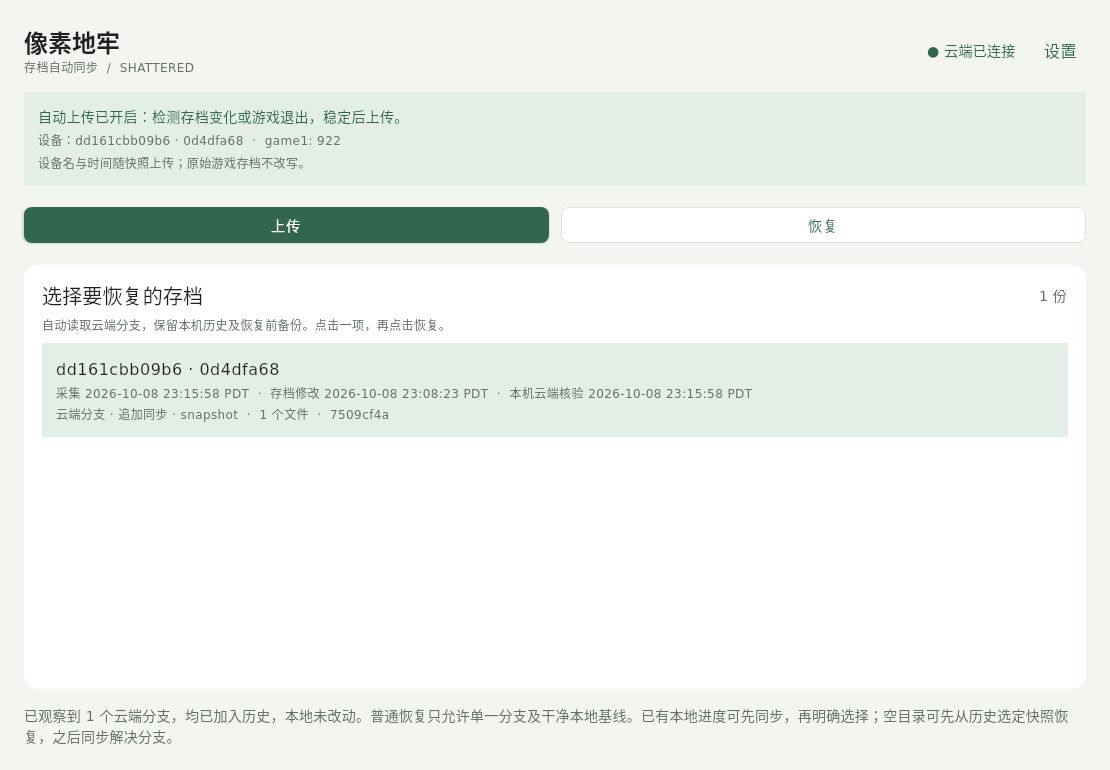 像素地牢
存档自动同步 / SHATTERED
● 云端已连接
设置
自动上传已开启：检测存档变化或游戏退出，稳定后上传。
设备：dd161cbb09b6 · 0d4dfa68 · game1: 922
设备名与时间随快照上传；原始游戏存档不改写。
上传
恢复
选择要恢复的存档
1 份
自动读取云端分支，保留本机历史及恢复前备份。点击一项，再点击恢复。
dd161cbb09b6 · 0d4dfa68
采集 2026-10-08 23:15:58 PDT · 存档修改 2026-10-08 23:08:23 PDT · 本机云端核验 2026-10-08 23:15:58 PDT
云端分支 · 追加同步 · snapshot · 1 个文件 · 7509cf4a
已观察到 1 个云端分支，均已加入历史，本地未改动。普通恢复只允许单一分支及干净本地基线。已有本地进度可先同步，再明确选择；空目录可先从历史选定快照恢
复，之后同步解决分支。